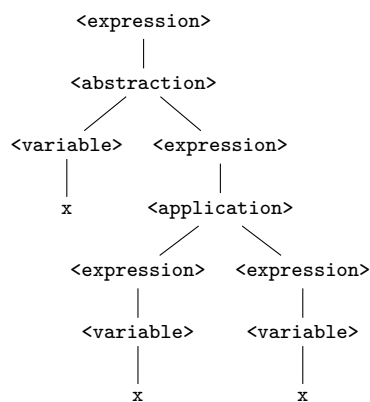 <expression>
<abstraction>
<variable> <expression>
x <application>
<expression> <expression>
<variable> <variable>
x x